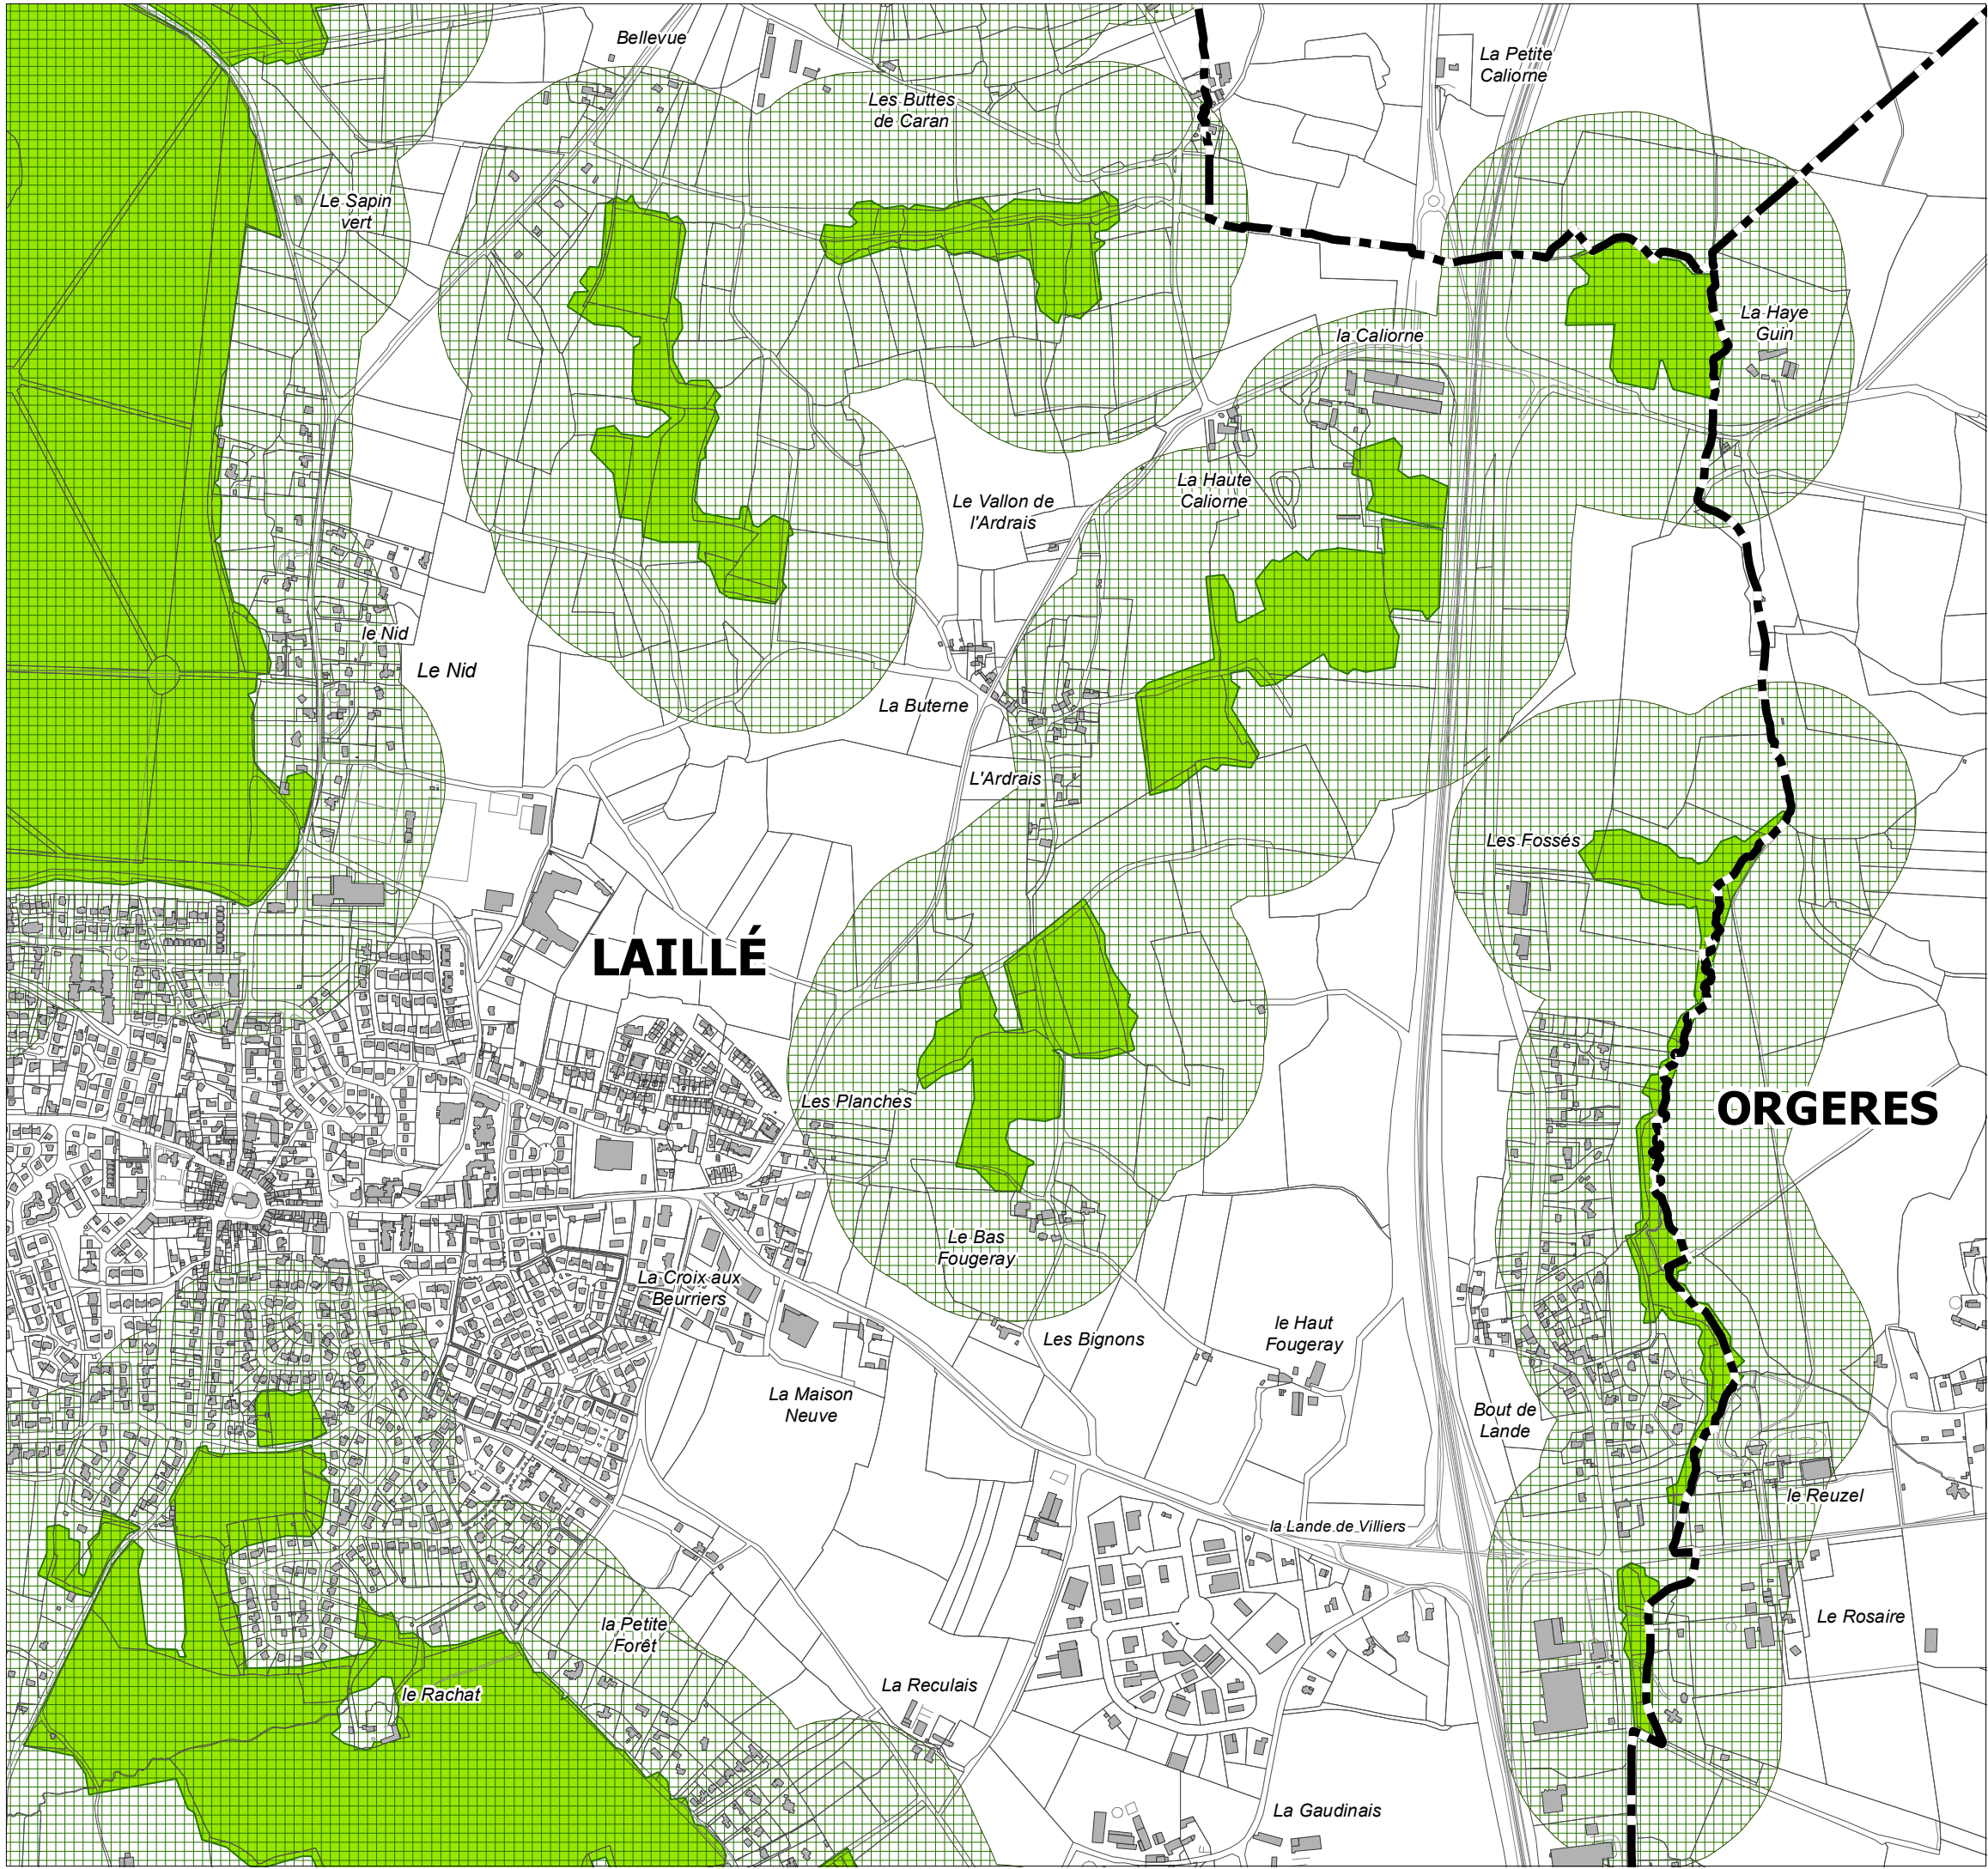 Bellevue
La Petite
Caliorne
Les Buttes
de Caran
Le Sapin
vert
La Haye
Guin
la Caliorne
La Haute
Caliorne
Le Vallon de
l'Ardrais
le Nid
Le Nid
La Buterne
L'Ardrais
Les Fossés
LAILLÉ
Les Planches
ORGERES
Le Bas
Fougeray
La Croix aux
Beurriers
Les Bignons
le Haut
Fougeray
La Maison
Neuve
Bout de
Lande
le Reuzel
la Lande de Villiers
la Petite
Forêt
Le Rosaire
La Reculais
le Rachat
La Gaudinais